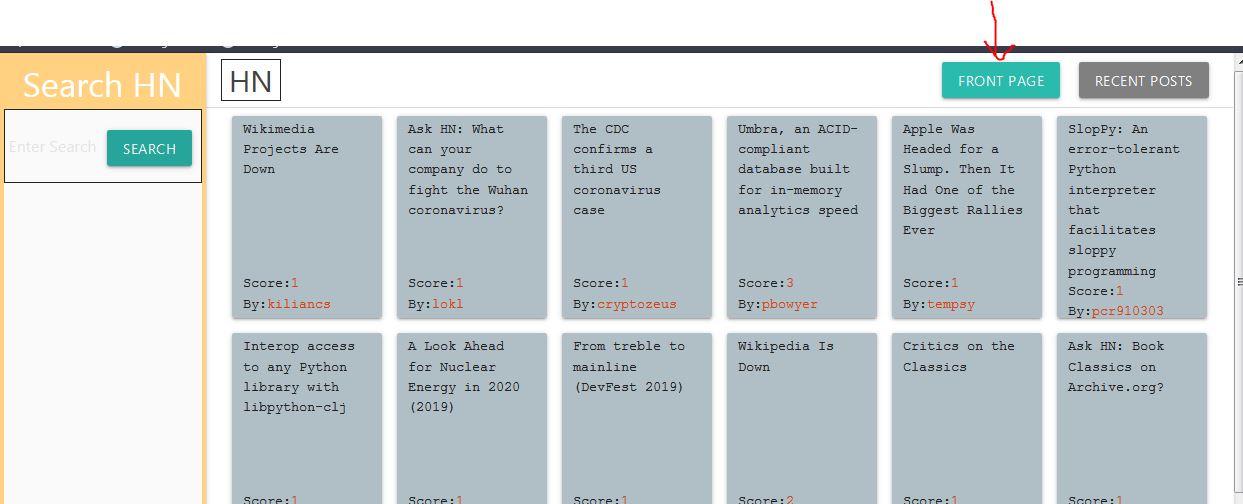 Search HN
Enter Search
SEARCH
HN
FRONT PAGE
RECENT POSTS
Wikimedia
Projects Are
Down
Score:1
By:kiliancs
Ask HN: What
can your
company do to
fight the Wuhan
coronavirus?
Score:1
By:lokl
The CDC
confirms a
third US
coronavirus
case
Score:1
By:cryptozeus
Umbra, an ACID-
compliant
database built
for in-memory
analytics speed
Score:3
By:pbowyer
Apple Was
Headed for a
Slump. Then It
Had One of the
Biggest Rallies
Ever
Score:1
By:tempsy
SlopPy: An
error-tolerant
Python
interpreter
that
facilitates
sloppy
programming
Score:1
By:pcr910303
Interop access
to any Python
library with
libpython-clj
Score:1
A Look Ahead
for Nuclear
Energy in 2020
(2019)
Score:1
From treble to
mainline
(DevFest 2019)
Score:1
Wikipedia Is
Down
Score:2
Critics on the
Classics
Score:1
Ask HN: Book
Classics on
Archive.org?
Score:1